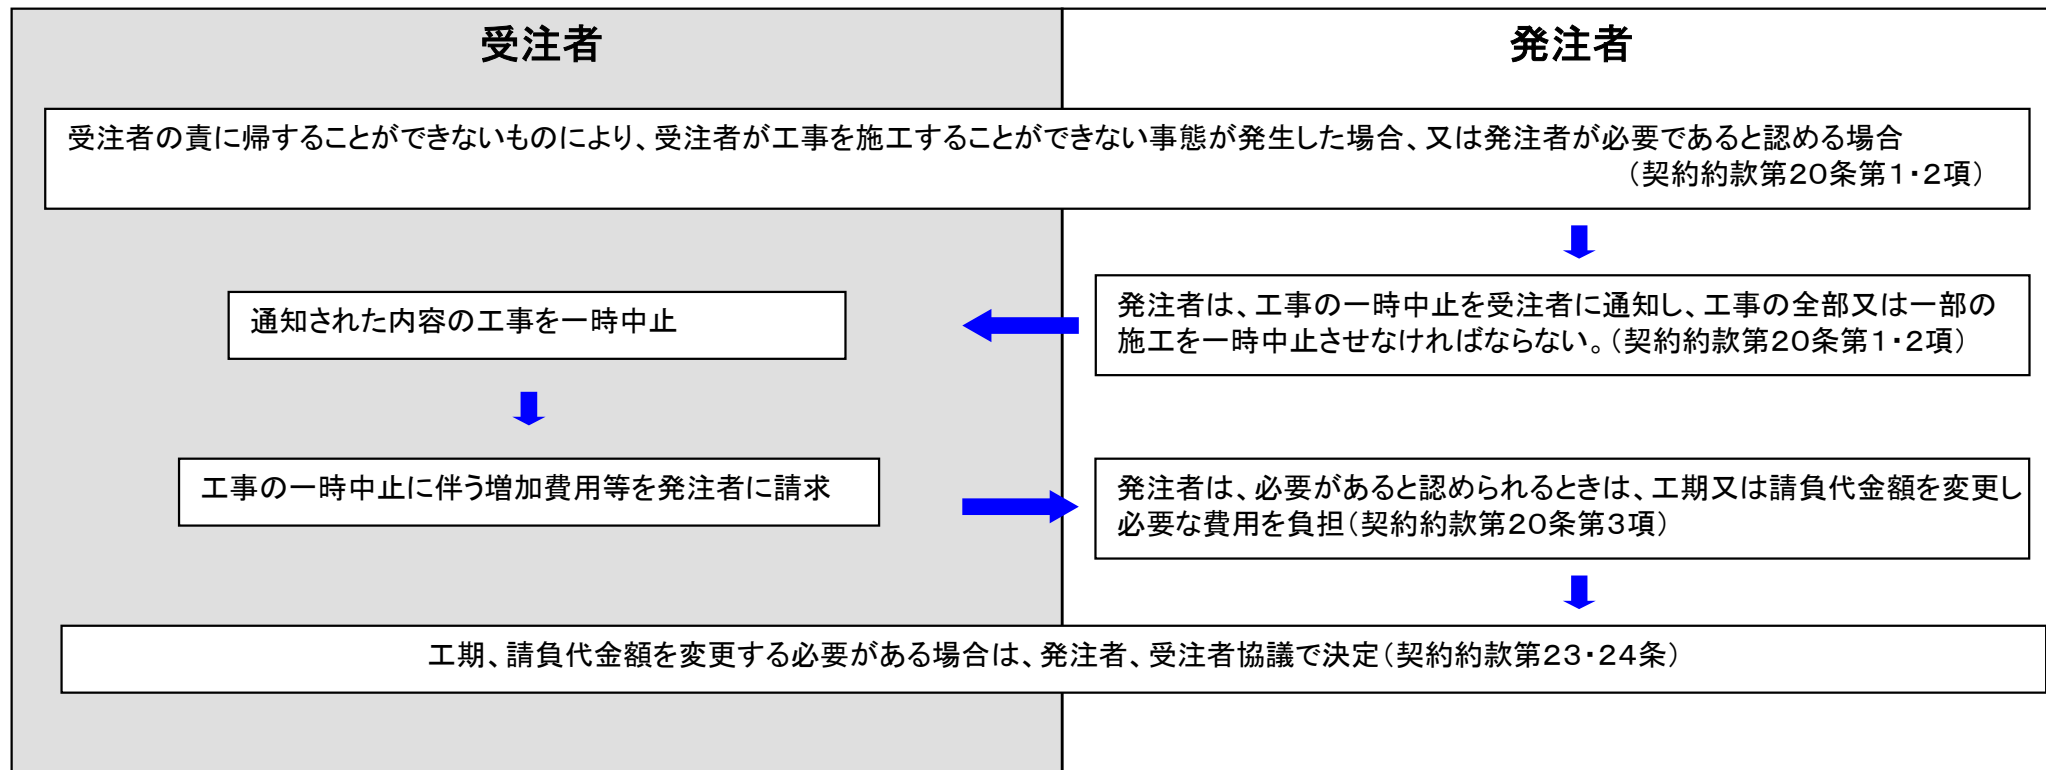 受注者
発注者
受注者の責に帰することができないものにより、受注者が工事を施工することができない事態が発生した場合、又は発注者が必要であると認める場合
（契約約款第20条第1・2項）
発注者は、工事の一時中止を受注者に通知し、工事の全部又は一部の
施工を一時中止させなければならない。（契約約款第20条第1・2項）
通知された内容の工事を一時中止
工事の一時中止に伴う増加費用等を発注者に請求
発注者は、必要があると認められるときは、工期又は請負代金額を変更し
必要な費用を負担（契約約款第20条第3項）
工期、請負代金額を変更する必要がある場合は、発注者、受注者協議で決定（契約約款第23・24条）